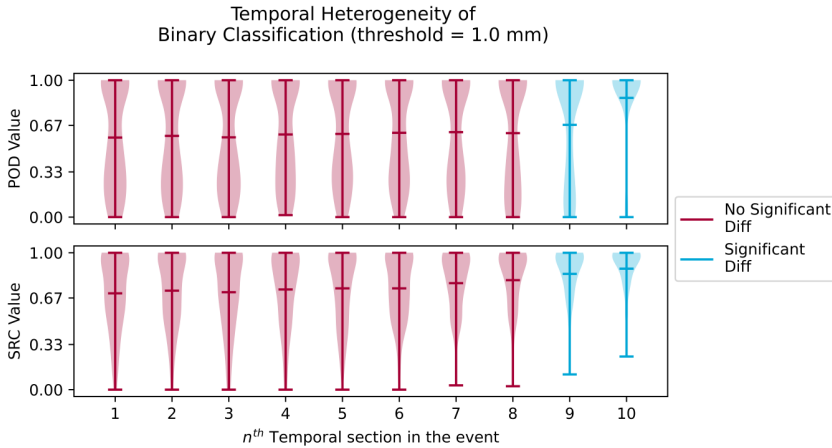 Temporal Heterogeneity of
Binary Classification (threshold = 1.0 mm)
1.00
0.67
0.33
0.00
POD Value
1.00
0.67
0.33
0.00
SRC Value
1 2 3 4 5 6 7 8 9 10
nth Temporal section in the event
No Significant
Diff
Significant
Diff